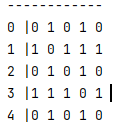 ------------
0 |0 1 0 1 0
1 |1 0 1 1 1
2 |0 1 0 1 0
3 |1 1 1 0 1
4 |0 1 0 1 0